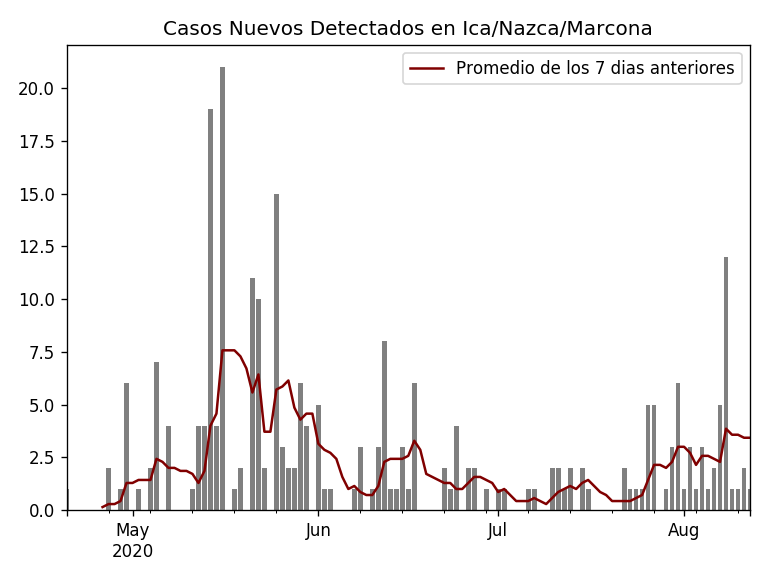 Casos Nuevos Detectados en Ica/Nazca/Marcona
Promedio de los 7 dias anteriores
20.0
17.5
15.0
12.5
10.0
7.5
5.0
2.5
0.0
May
2020
Jun
Jul
Aug